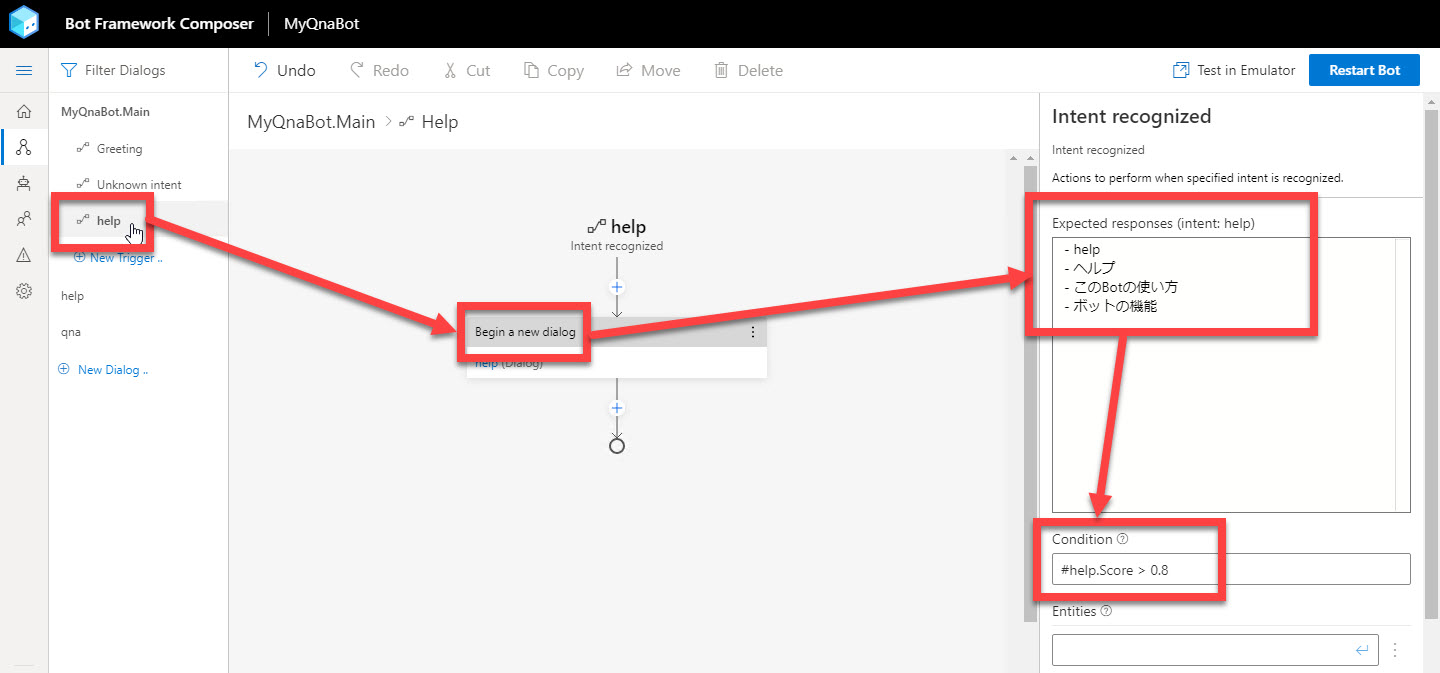 Bot Framework Composer
MyQnaBot
Filter Dialogs
Undo
Redo
Cut
Copy
Move
Delete
Test in Emulator
Restart Bot
MyQnaBot.Main
Greeting
Unknown intent
help
New Trigger ..
help
qna
New Dialog ..
MyQnaBot.Main > Help
help
Intent recognized
Begin a new dialog
help (Dialog)
Intent recognized
Intent recognized
Actions to perform when specified intent is recognized.
Expected responses (intent: help)
- help
- ヘルプ
- このBotの使い方
- ボットの機能
Condition
#help.Score > 0.8
Entities